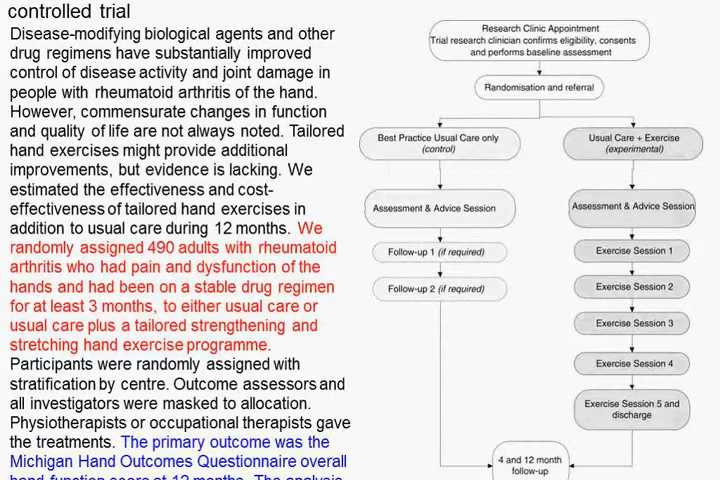 controlled trial
Disease-modifying biological agents and other
drug regimens have substantially improved
control of disease activity and joint damage in
people with rheumatoid arthritis of the hand.
However, commensurate changes in function
and quality of life are not always noted. Tailored
hand exercises might provide additional
improvements, but evidence is lacking. We
estimated the effectiveness and cost-
effectiveness of tailored hand exercises in
addition to usual care during 12 months. We
randomly assigned 490 adults with rheumatoid
arthritis who had pain and dysfunction of the
hands and had been on a stable drug regimen
for at least 3 months, to either usual care or
usual care plus a tailored strengthening and
stretching hand exercise programme.
Participants were randomly assigned with
stratification by centre. Outcome assessors and
all investigators were masked to allocation.
Physiotherapists or occupational therapists gave
the treatments. The primary outcome was the
Michigan Hand Outcomes Questionnaire overall
hand function score at 12 months. The analysis
Research Clinic Appointment
Trial research clinician confirms eligibility, consents
and performs baseline assessment
Randomisation and referral
Best Practice Usual Care only
(control)
Usual Care + Exercise
(experimental)
Assessment & Advice Session
Assessment & Advice Session
Follow-up 1 (if required)
Exercise Session 1
Follow-up 2 (if required)
Exercise Session 2
Exercise Session 3
Exercise Session 4
Exercise Session 5 and
discharge
4 and 12 month
follow-up